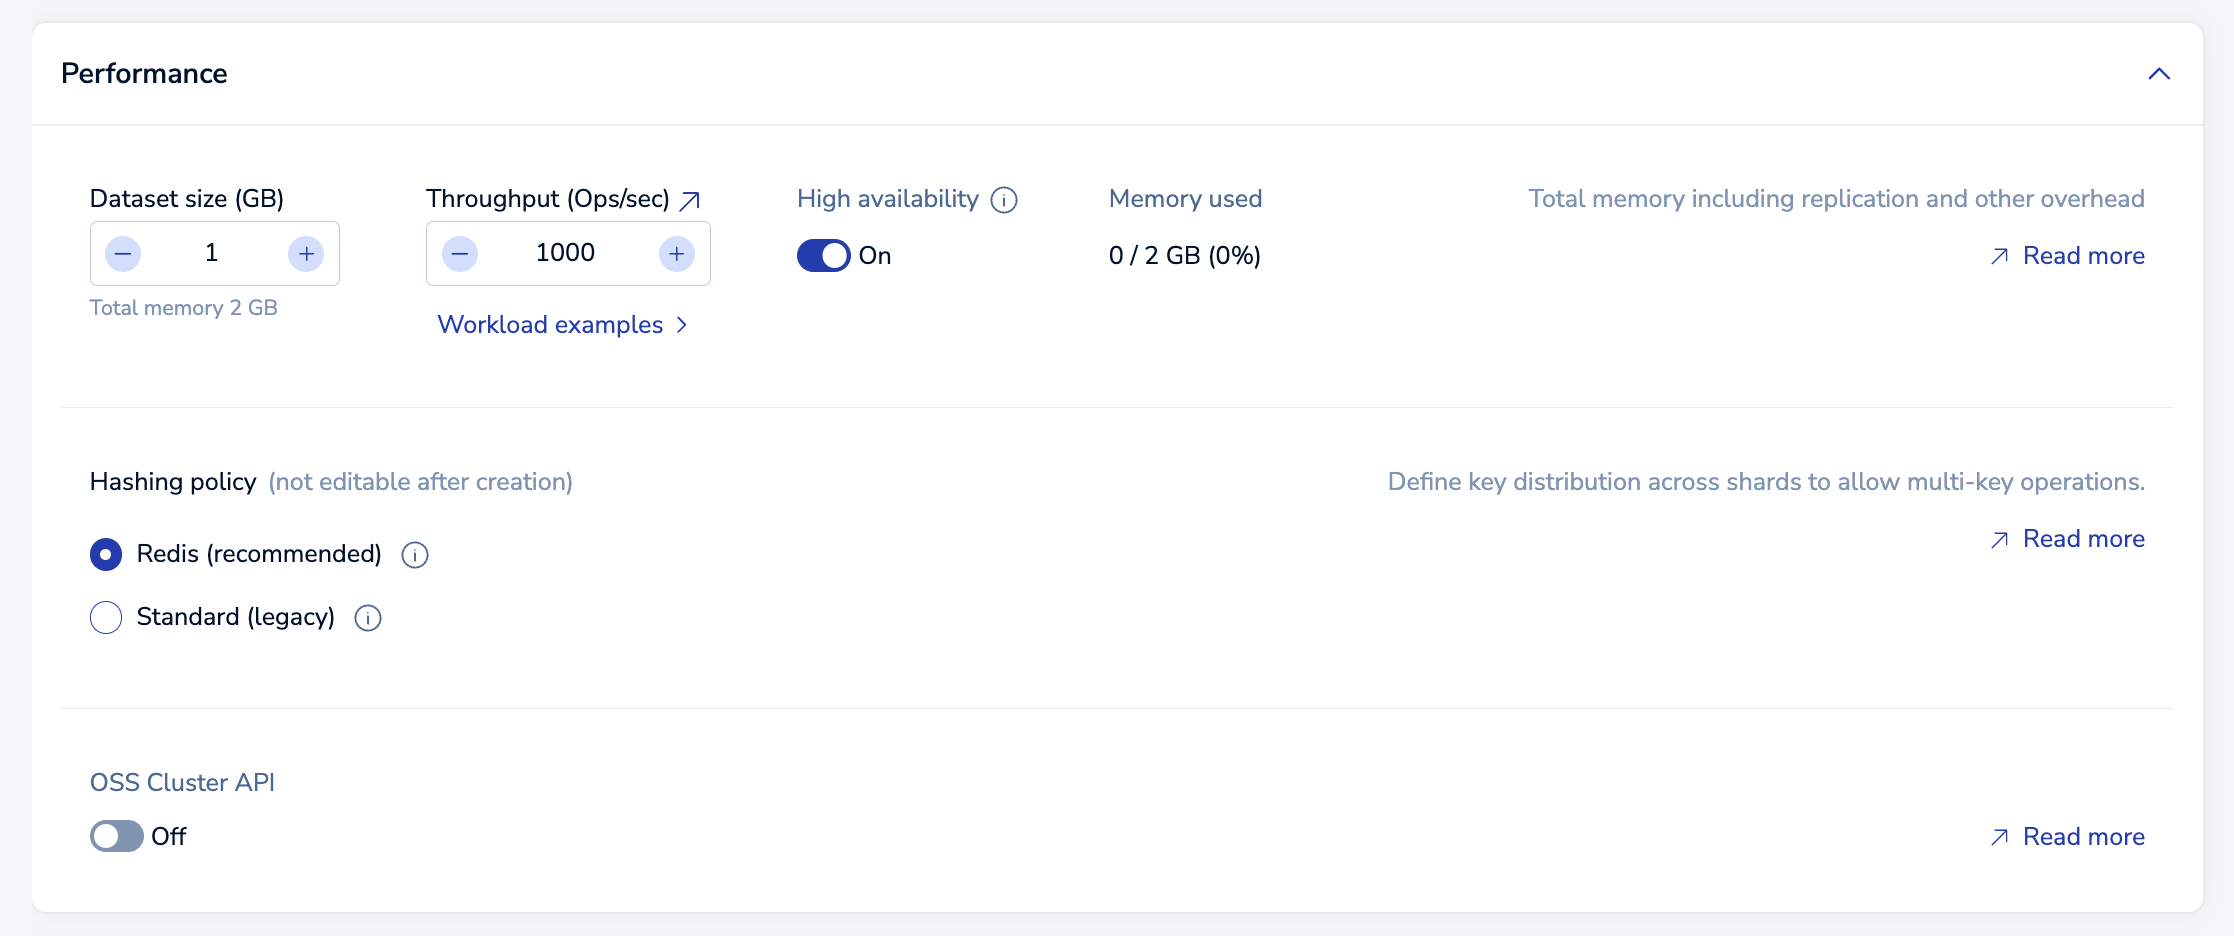 Performance
Dataset size (GB)
1
Total memory 2 GB
Throughput (Ops/sec)
1000
Workload examples
High availability
On
Memory used
0 / 2 GB (0%)
Total memory including replication and other overhead
Read more
Hashing policy (not editable after creation)
Redis (recommended)
Standard (legacy)
Define key distribution across shards to allow multi-key operations.
Read more
OSS Cluster API
Off
Read more